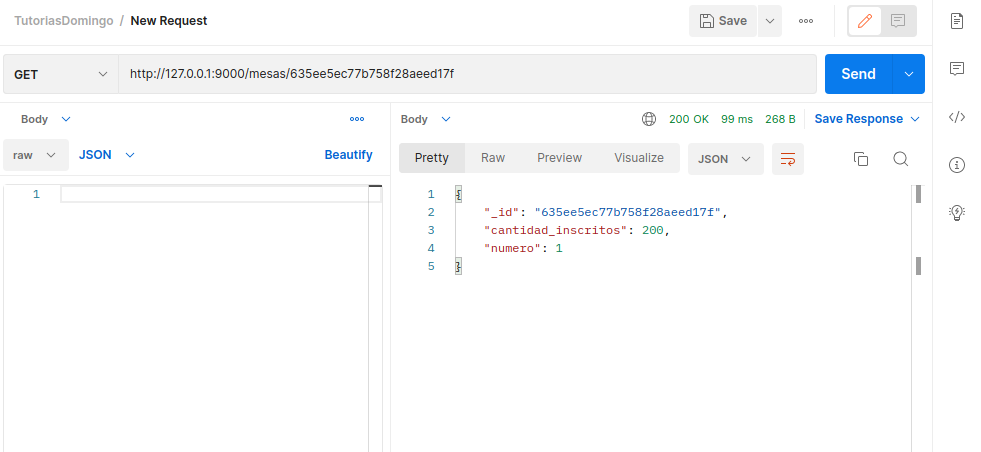 TutoriasDomingo / New Request
Save
GET
http://127.0.0.1:9000/mesas/635ee5ec77b758f28aeed17f
Send
Body
raw
JSON
Beautify
1
Body
200 OK 99 ms 268 B Save Response
Pretty Raw Preview Visualize JSON
1 {
2 "_id": "635ee5ec77b758f28aeed17f",
3 "cantidad_inscritos": 200,
4 "numero": 1
5 }